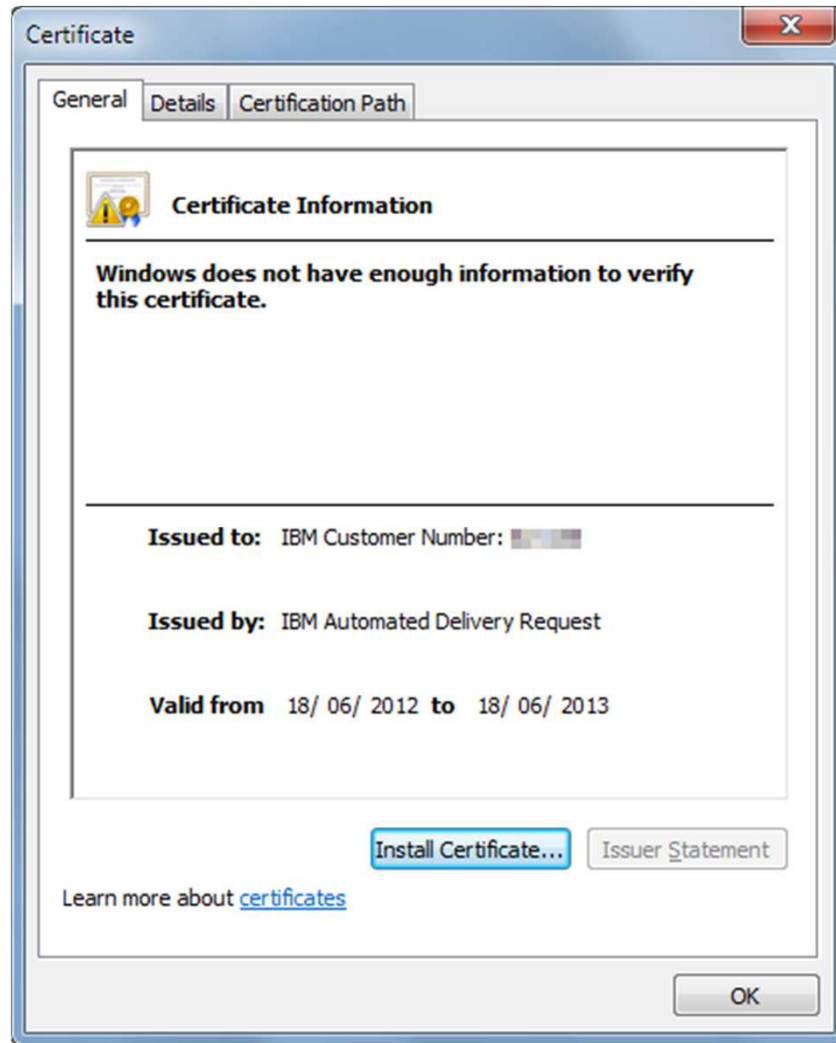 Certificate
General Details Certification Path
Certificate Information
Windows does not have enough information to verify
this certificate.
Issued to: IBM Customer Number:
Issued by: IBM Automated Delivery Request
Valid from 18/ 06/ 2012 to 18/ 06/ 2013
Install Certificate... Issuer Statement
Learn more about certificates
OK